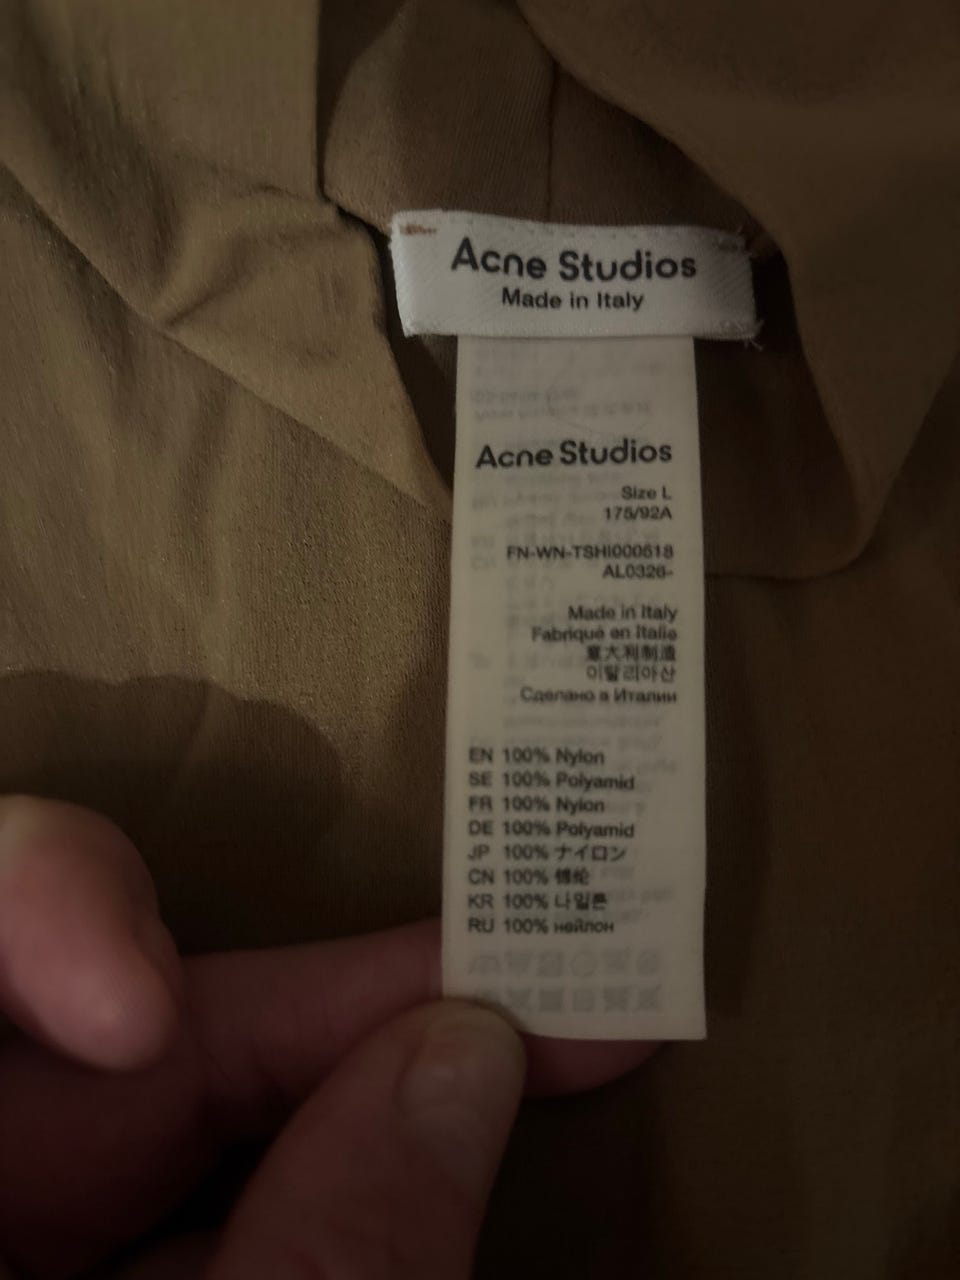 Acne Studios
Made in Italy
Acne Studios
Size L
175/92A
FN-WN-TSHI000518
AL0326-
Made in Italy
Fabriqué en Italie
意大利制造
이탈리아산
Сделано в Италии
EN 100% Nylon
SE 100% Polyamid
FR 100% Nylon
DE 100% Polyamid
JP 100% ナイロン
CN 100% 锦纶
KR 100% 나일론
RU 100% нейлон